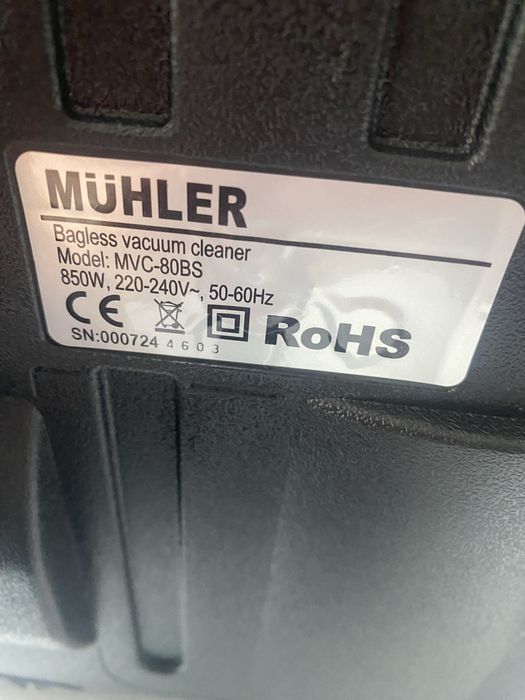 MÜHLER
Bagless vacuum cleaner
Model: MVC-80BS
850W, 220-240V~, 50-60Hz
CE RoHS
SN:000724 4603